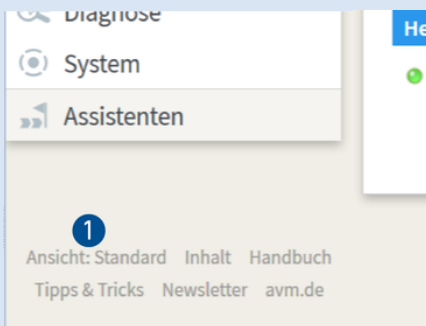 Diagnose
He
System
Assistenten
1
Ansicht: Standard Inhalt Handbuch
Tipps & Tricks Newsletter avm.de